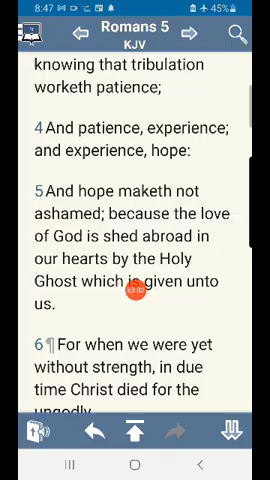 8:47
45%
Romans 5
KJV
knowing that tribulation
worketh patience;
4 And patience, experience;
and experience, hope:
5 And hope maketh not
ashamed; because the love
of God is shed abroad in
our hearts by the Holy
Ghost which is given unto
us.
6 ¶ For when we were yet
without strength, in due
time Christ died for the
ungodly